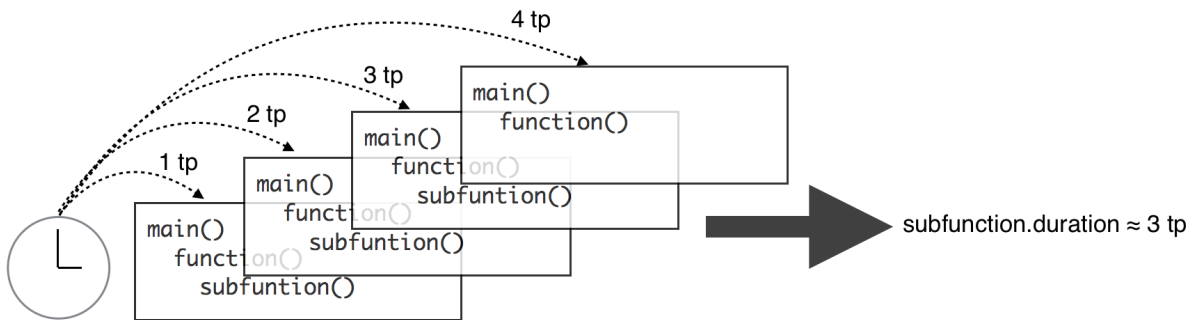 4 tp
3 tp
2 tp
1 tp
main()
function()
main()
function()
subfuntion()
main()
function()
subfuntion()
main()
function()
subfuntion()
subfunction.duration ≈ 3 tp